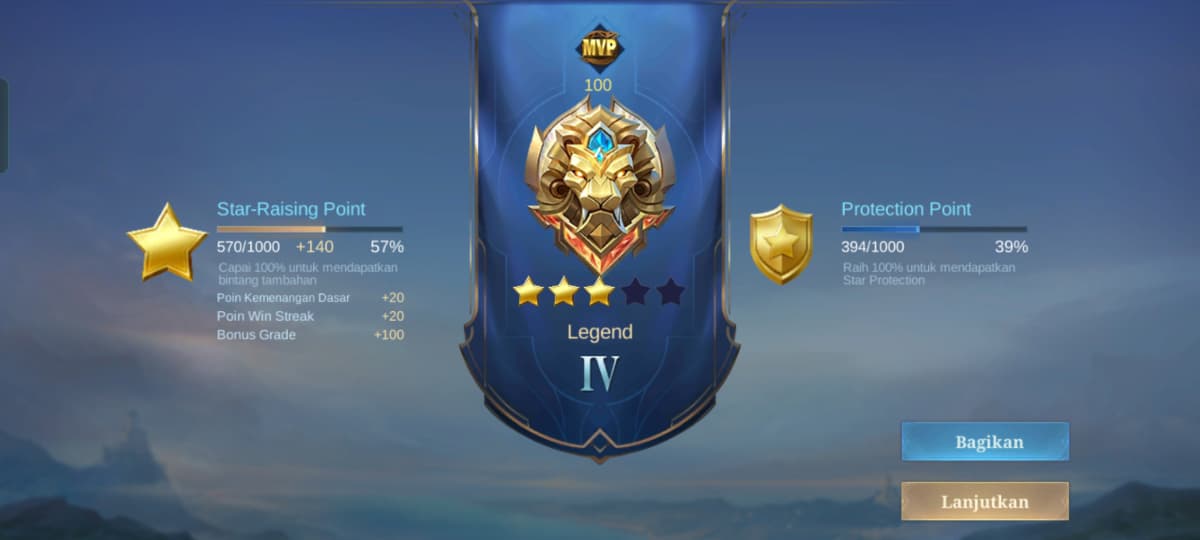 MVP
100
Star-Raising Point
570/1000 +140 57%
Capai 100% untuk mendapatkan
bintang tambahan
Poin Kemenangan Dasar +20
Poin Win Streak +20
Bonus Grade +100
Legend
IV
Protection Point
394/1000 39%
Raih 100% untuk mendapatkan
Star Protection
Bagikan
Lanjutkan